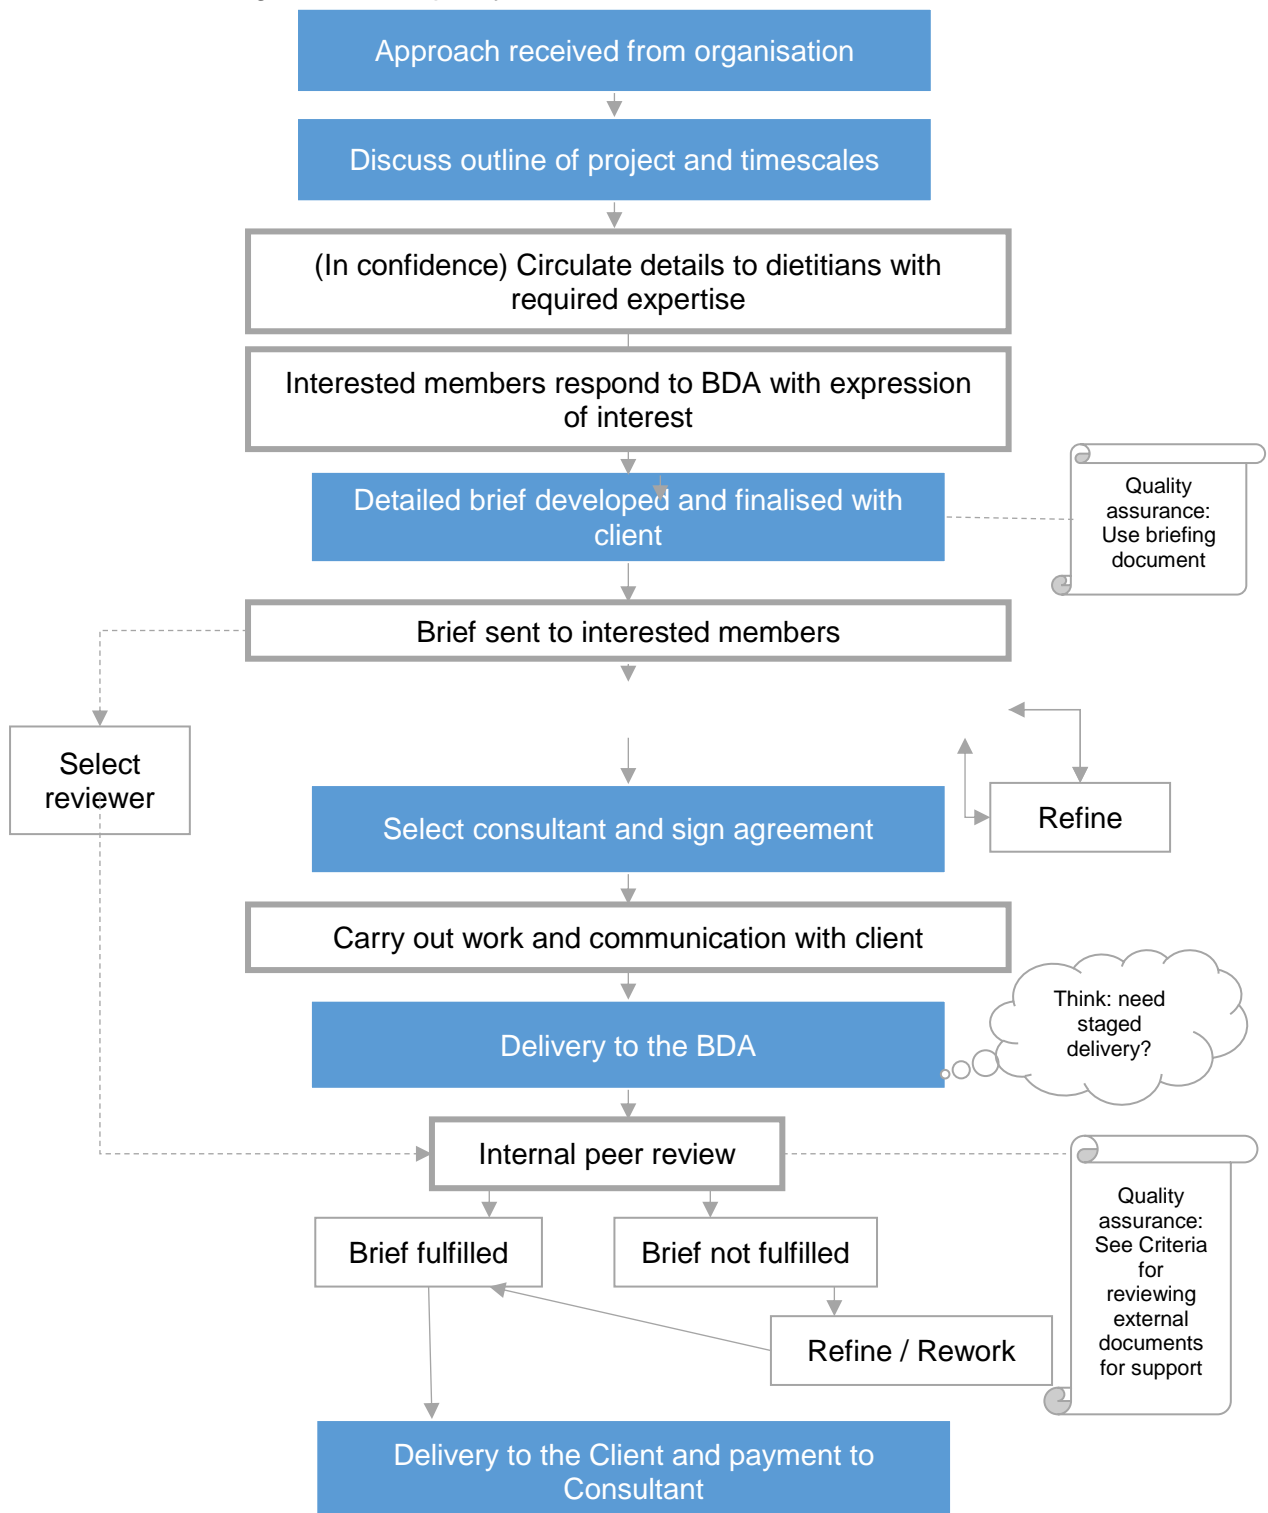 Approach received from organisation
Discuss outline of project and timescales
(In confidence) Circulate details to dietitians with
required expertise
Interested members respond to BDA with expression
of interest
Detailed brief developed and finalised with
client
Quality
assurance:
Use briefing
document
Brief sent to interested members
Select
reviewer
Refine
Select consultant and sign agreement
Carry out work and communication with client
Think: need
staged
delivery?
Delivery to the BDA
Internal peer review
Quality
assurance:
See Criteria
for
reviewing
external
documents
for support
Brief fulfilled
Brief not fulfilled
Refine / Rework
Delivery to the Client and payment to
Consultant